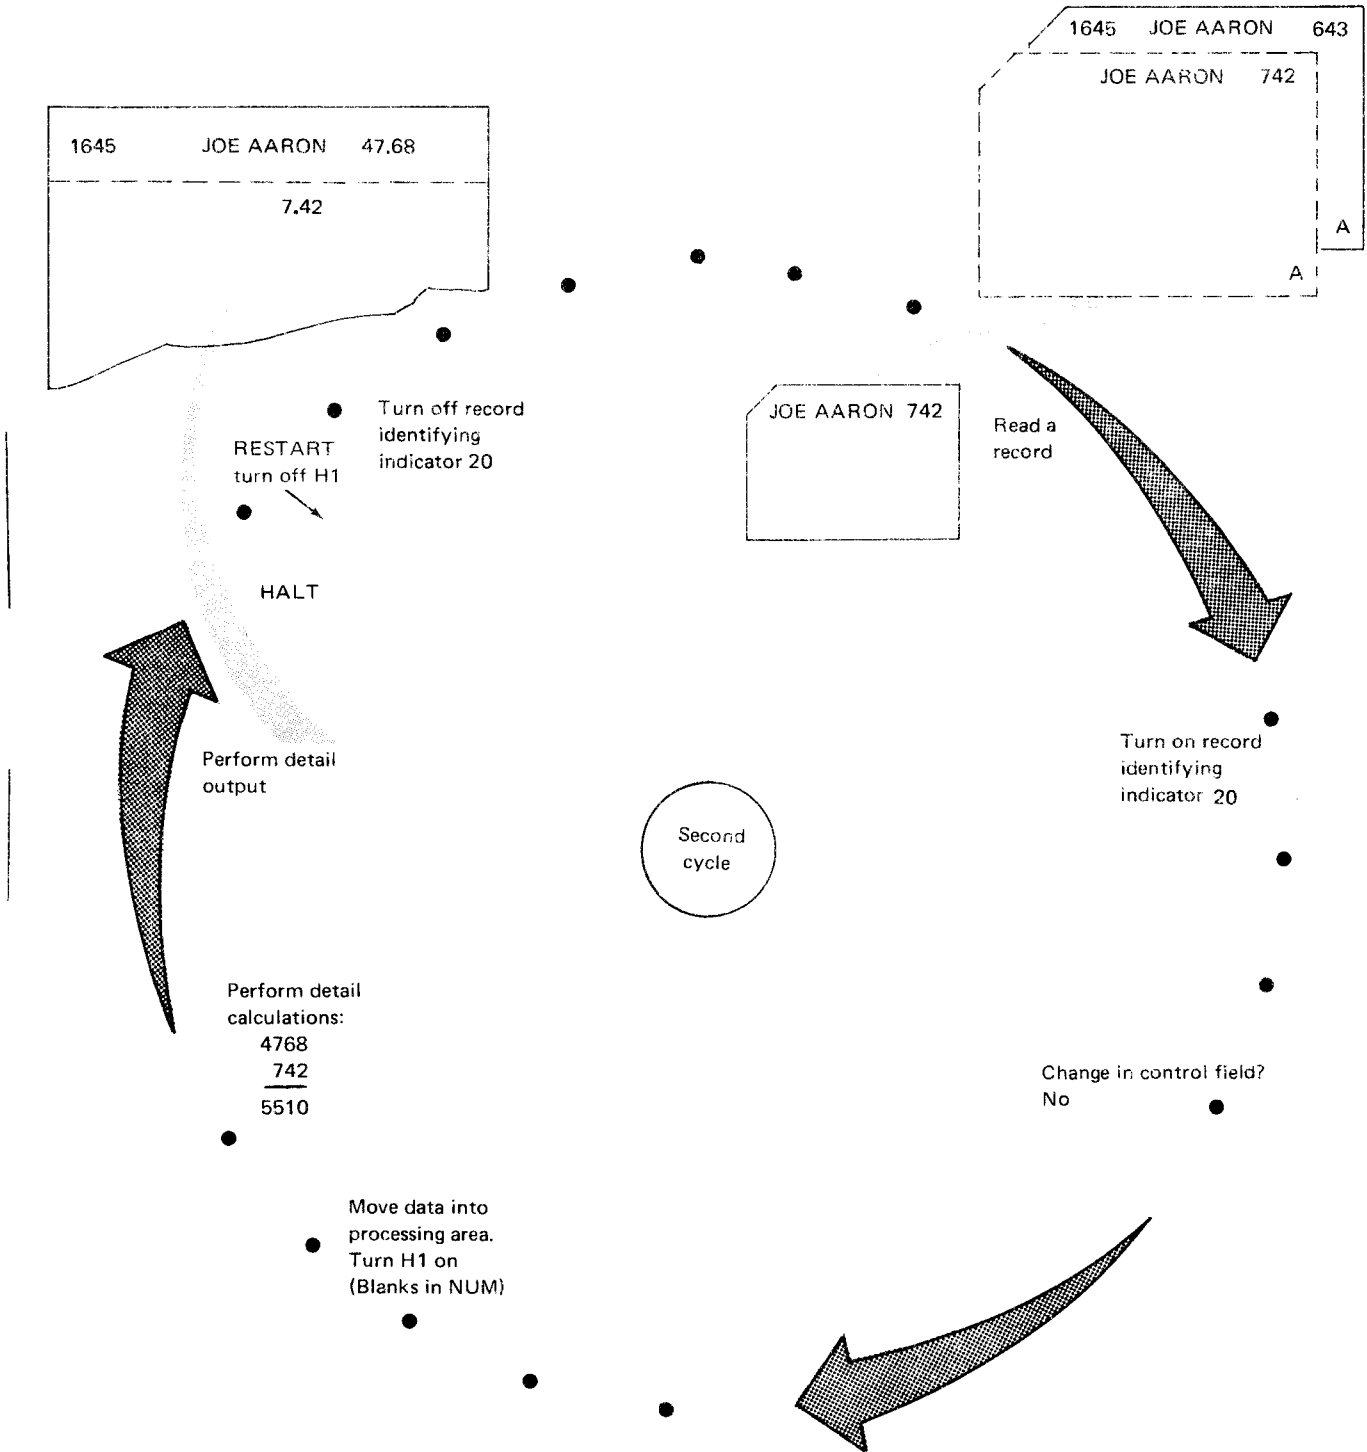 1645 JOE AARON 643
JOE AARON 742
A
A
1645 JOE AARON 47.68
7.42
Turn off record
identifying
indicator 20
RESTART
turn off H1
HALT
JOE AARON 742
Read a
record
Turn on record
identifying
indicator 20
Second
cycle
Perform detail
output
Perform detail
calculations:
4768
742
5510
Change in control field?
No
Move data into
processing area.
Turn H1 on
(Blanks in NUM)